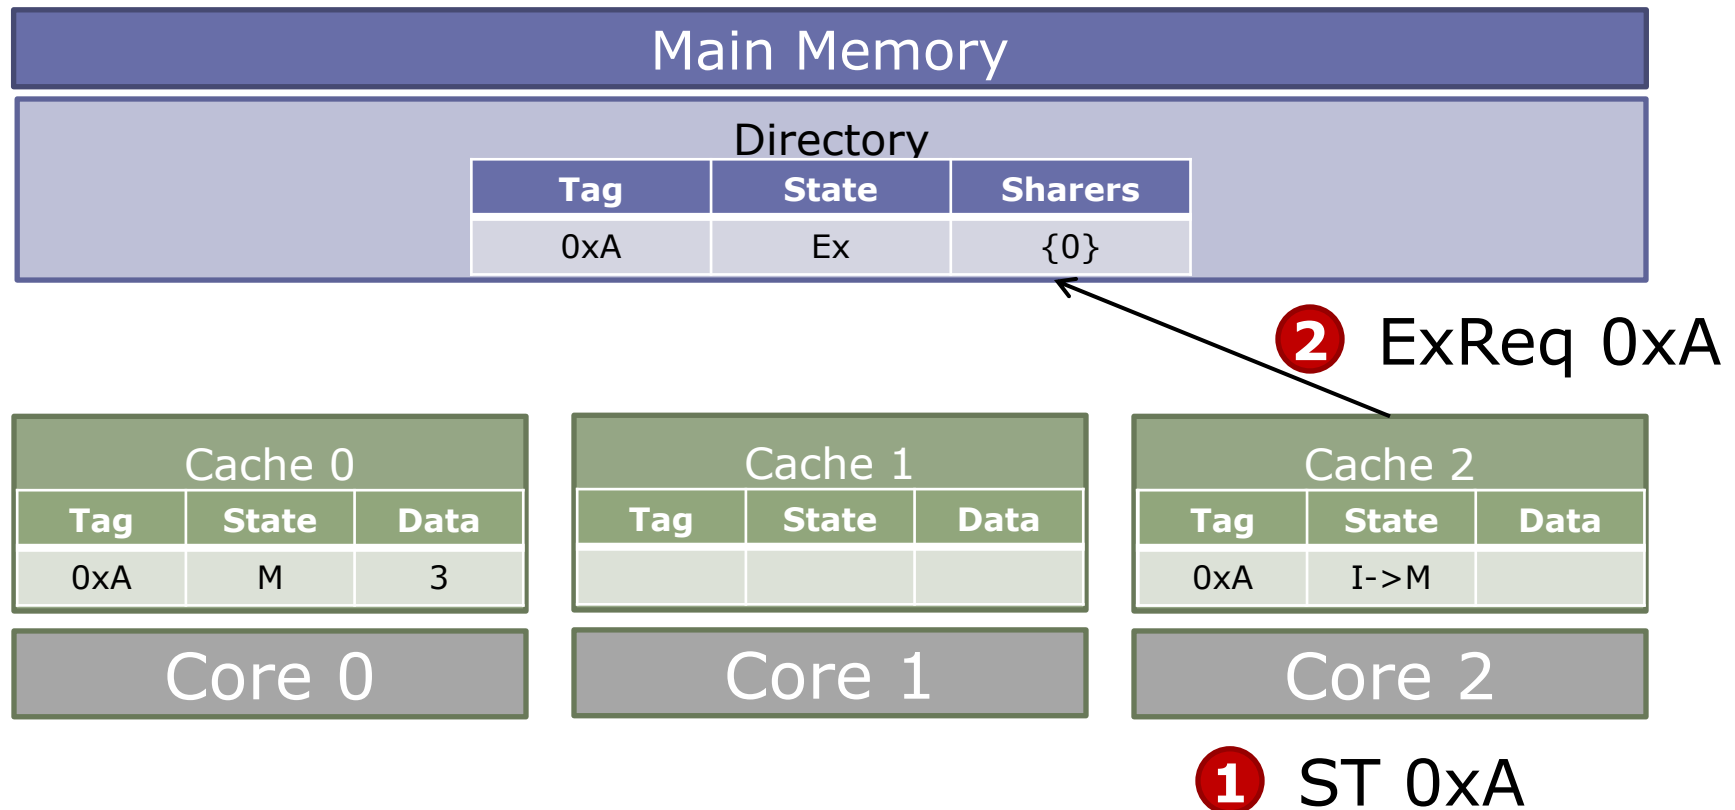 Main Memory
Directory
Tag State Sharers
0xA Ex {0}
2 ExReq 0xA
Cache 0
Tag State Data
0xA M 3
Core 0
Cache 1
Tag State Data
Core 1
Cache 2
Tag State Data
0xA I->M
Core 2
1 ST 0xA